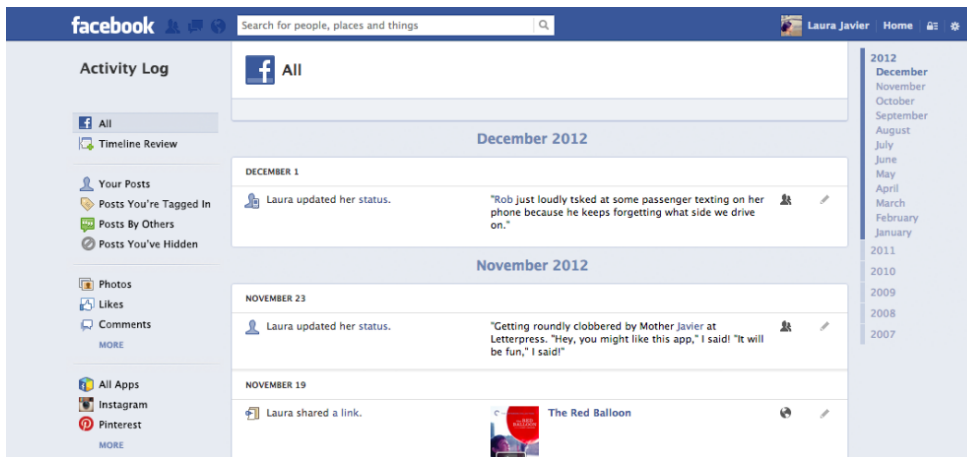 facebook
Search for people, places and things
Laura Javier
Home
Activity Log
All
Timeline Review
Your Posts
Posts You're Tagged In
Posts By Others
Posts You've Hidden
Photos
Likes
Comments
MORE
All Apps
Instagram
Pinterest
MORE
All
December 2012
DECEMBER 1
Laura updated her status.
"Rob just loudly tsked at some passenger texting on her
phone because he keeps forgetting what side we drive
on."
November 2012
NOVEMBER 23
Laura updated her status.
"Getting roundly clobbered by Mother Javier at
Letterpress. "Hey, you might like this app," I said! "It will
be fun," I said!"
NOVEMBER 19
Laura shared a link.
THE RED
BALLOON
The Red Balloon
2012
December
November
October
September
August
July
June
May
April
March
February
January
2011
2010
2009
2008
2007